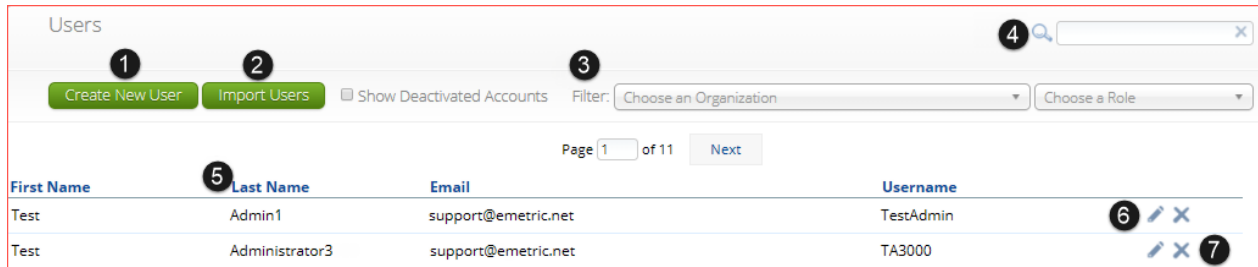 Users
4
1 2 3
Create New User Import Users Show Deactivated Accounts Filter: Choose an Organization Choose a Role
Page 1 of 11 Next
5
First Name Last Name Email Username
Test Admin1 support@emetric.net TestAdmin 6
Test Administrator3 support@emetric.net TA3000 7